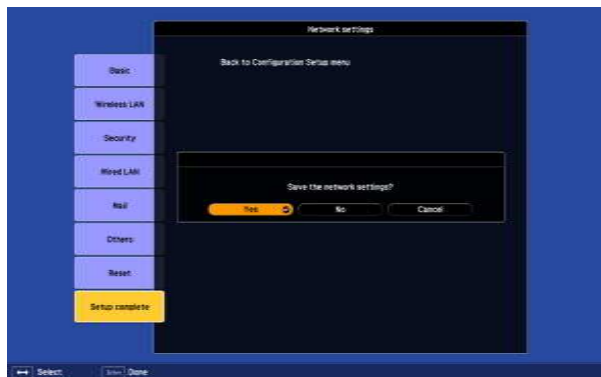 Network settings
Back to Configuration Setup menu
Basic
Wireless LAN
Security
Wired LAN
Mail
Others
Reset
Setup complete
Save the network settings?
Yes No Cancel
Select Done